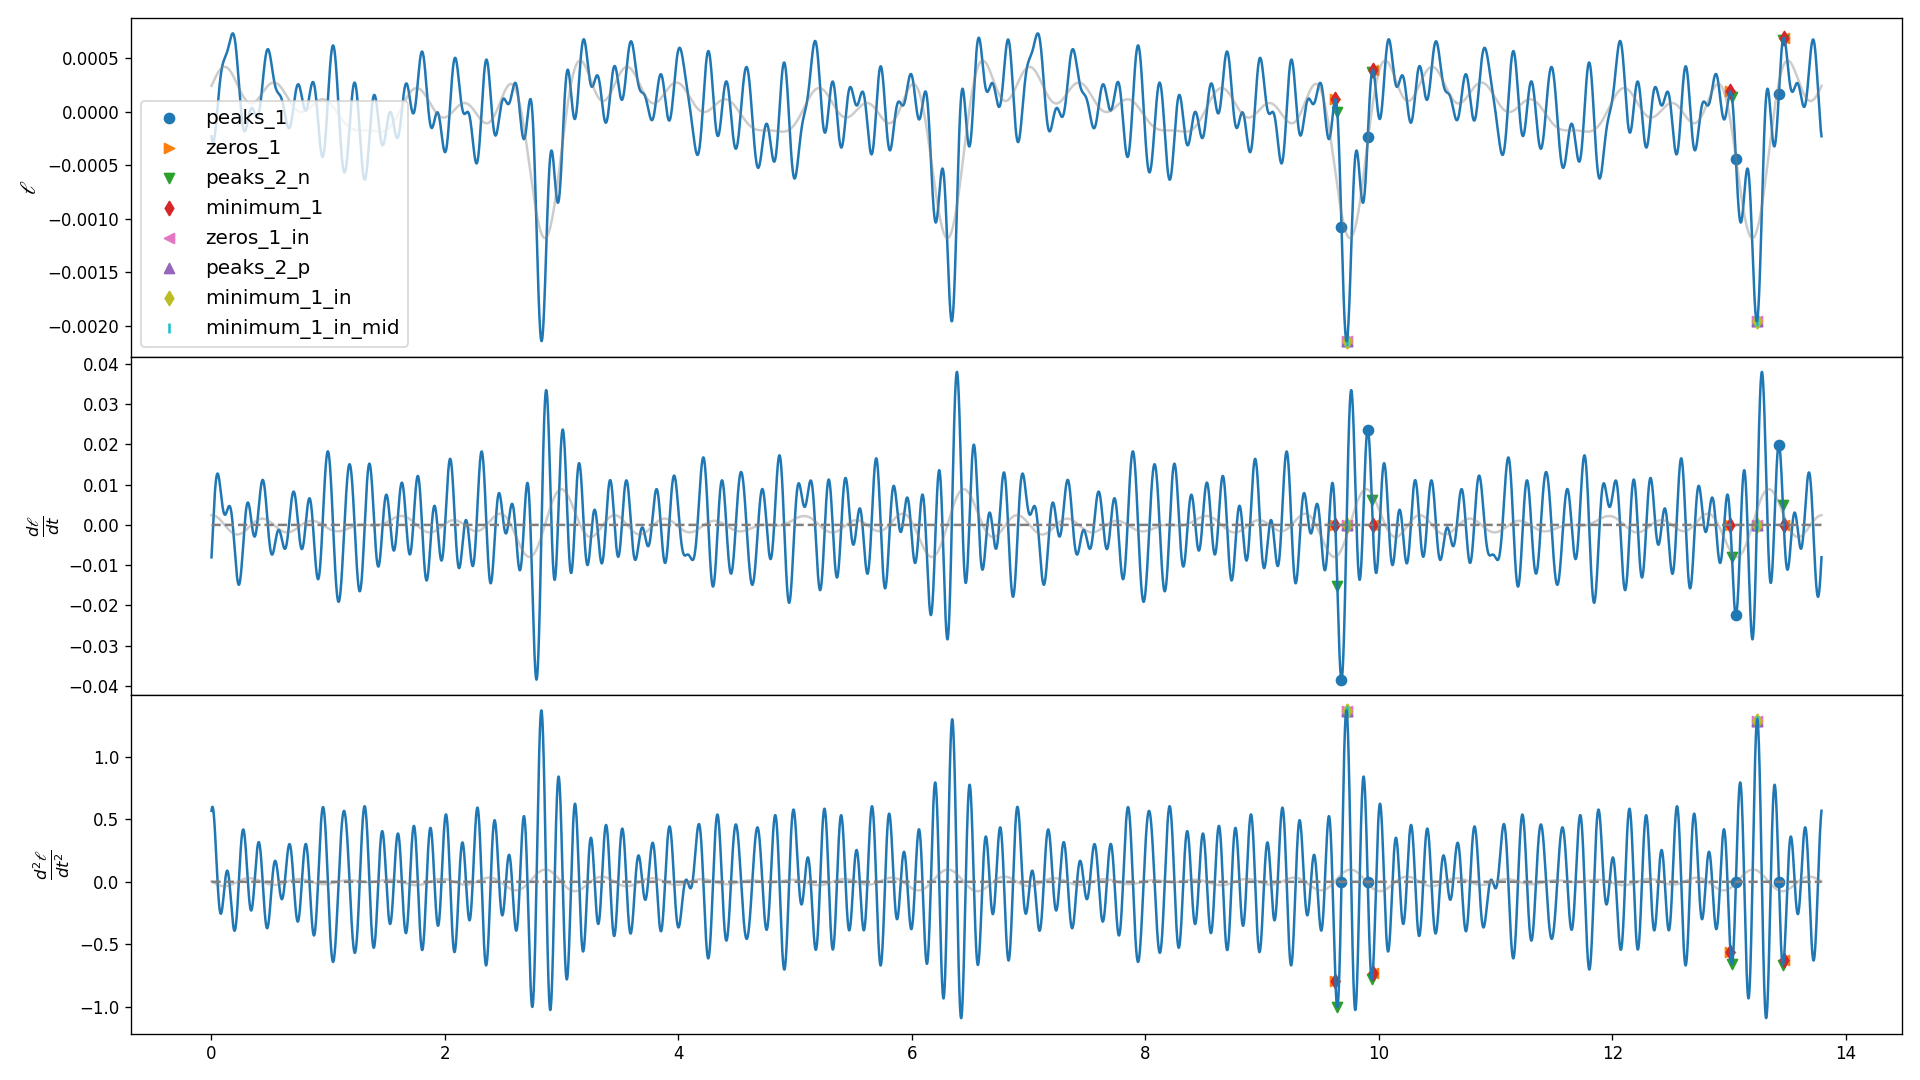 0.0005
0.0000
−0.0005
−0.0010
−0.0015
−0.0020
ℓ
peaks_1
zeros_1
peaks_2_n
minimum_1
zeros_1_in
peaks_2_p
minimum_1_in
minimum_1_in_mid
0.04
0.03
0.02
0.01
0.00
−0.01
−0.02
−0.03
−0.04
dℓ
dt
1.0
0.5
0.0
−0.5
−1.0
d²ℓ
dt²
0 2 4 6 8 10 12 14